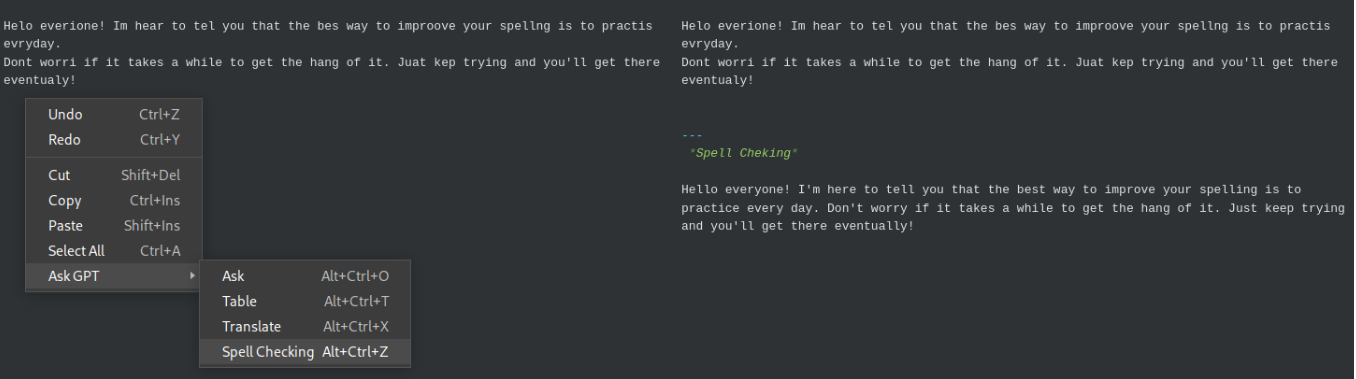 Helo everione! Im hear to tel you that the bes way to improove your spellng is to practis
evryday.
Dont worri if it takes a while to get the hang of it. Juat kep trying and you'll get there
eventualy!
Undo Ctrl+Z
Redo Ctrl+Y
Cut Shift+Del
Copy Ctrl+Ins
Paste Shift+Ins
Select All Ctrl+A
Ask GPT
Ask Alt+Ctrl+O
Table Alt+Ctrl+T
Translate Alt+Ctrl+X
Spell Checking Alt+Ctrl+Z
Helo everione! Im hear to tel you that the bes way to improove your spellng is to practis
evryday.
Dont worri if it takes a while to get the hang of it. Juat kep trying and you'll get there
eventualy!
---
*Spell Cheking*
Hello everyone! I'm here to tell you that the best way to improve your spelling is to
practice every day. Don't worry if it takes a while to get the hang of it. Just keep trying
and you'll get there eventually!